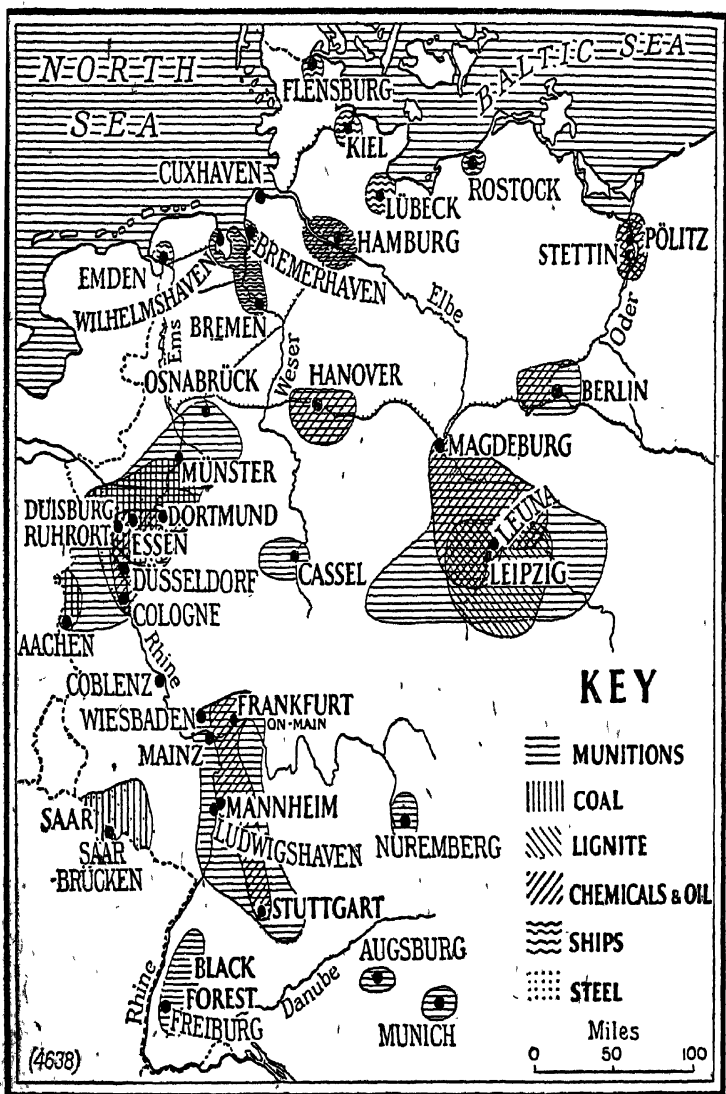 NORTH
SEA
BALTIC SEA
FLENSBURG
KIEL
CUXHAVEN
LÜBECK
ROSTOCK
HAMBURG
STETTIN
PÖLITZ
EMDEN
WILHELMSHAVEN
BREMERHAVEN
BREMEN
Elbe
Oder
Ems
Weser
OSNABRÜCK
HANOVER
BERLIN
MAGDEBURG
MÜNSTER
DUISBURG
RUHRORT
DORTMUND
ESSEN
LEUNA
LEIPZIG
CASSEL
DÜSSELDORF
COLOGNE
AACHEN
Rhine
COBLENZ
WIESBADEN
FRANKFURT
ON-MAIN
MAINZ
MANNHEIM
LUDWIGSHAVEN
NUREMBERG
SAAR
SAAR
BRÜCKEN
STUTTGART
BLACK
FOREST
FREIBURG
Rhine
Danube
AUGSBURG
MUNICH
KEY
MUNITIONS
COAL
LIGNITE
CHEMICALS & OIL
SHIPS
STEEL
Miles
0 50 100
(4638)